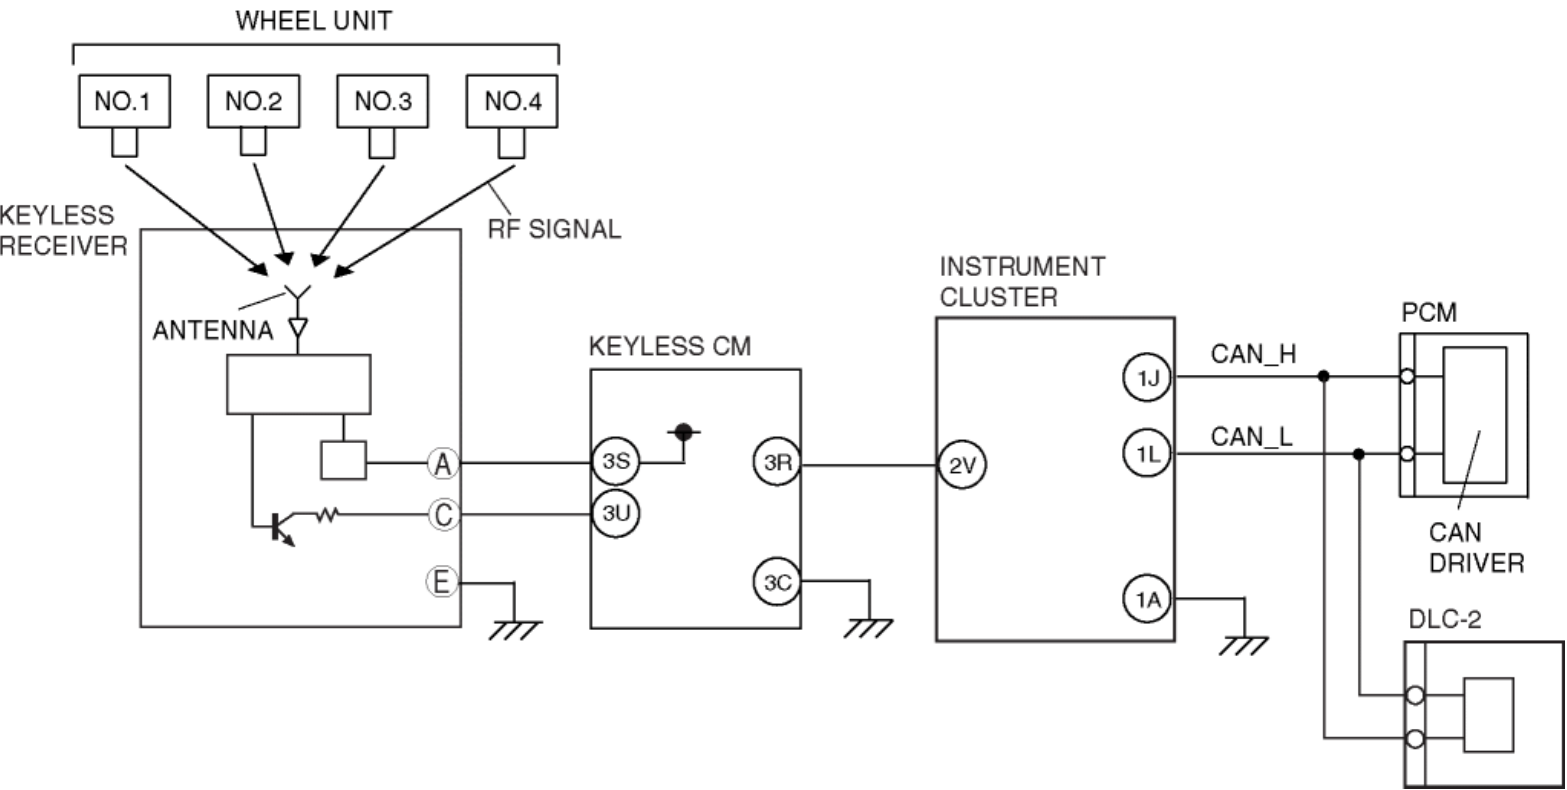 WHEEL UNIT
NO.1
NO.2
NO.3
NO.4
KEYLESS
RECEIVER
RF SIGNAL
ANTENNA
A
C
E
KEYLESS CM
3S
3U
3R
3C
INSTRUMENT
CLUSTER
2V
1J
1L
1A
CAN_H
CAN_L
PCM
CAN
DRIVER
DLC-2